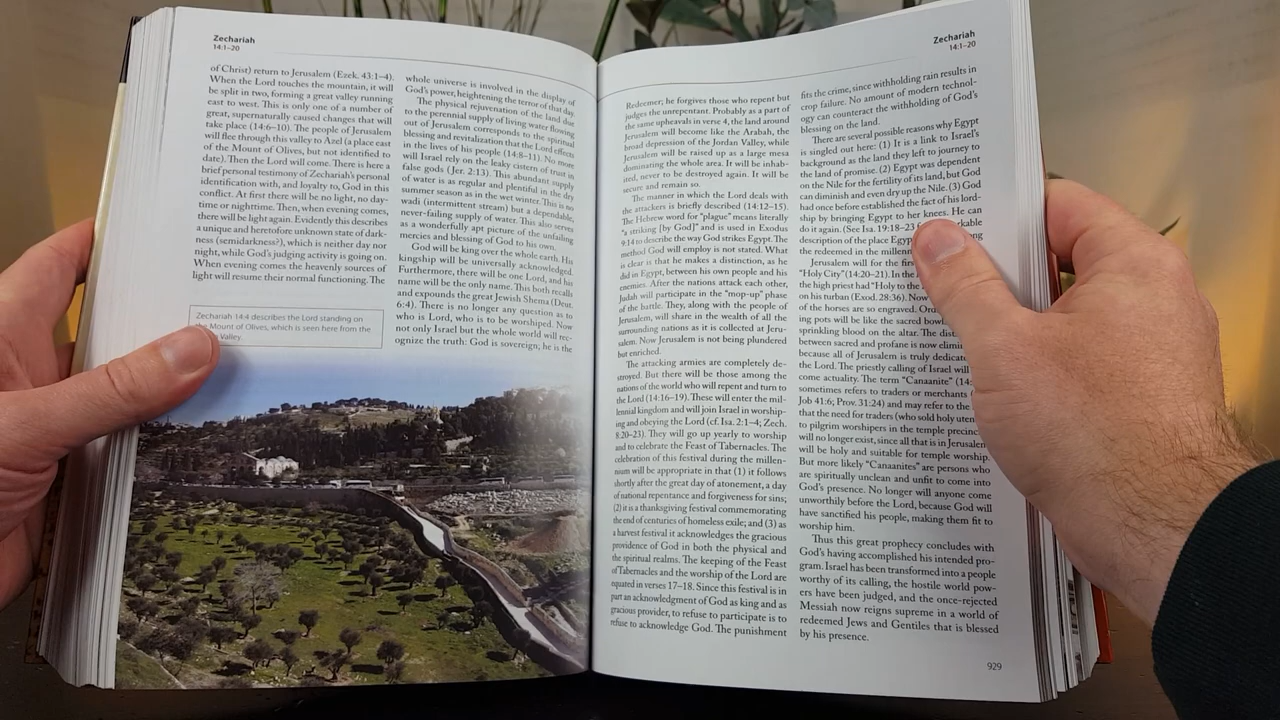 Zechariah
14:1–20
of Christ) return to Jerusalem (Ezek. 43:1–4).
When the Lord touches the mountain, it will
be split in two, forming a great valley running
east to west. This is only one of a number of
great, supernaturally caused changes that will
take place (14:6–10). The people of Jerusalem
will flee through this valley to Azel (a place east
of the Mount of Olives, but not identified to
date). Then the Lord will come. There is here a
brief personal testimony of Zechariah's personal
identification with, and loyalty to, God in this
conflict. At first there will be no light, no day-
time or nighttime. Then, when evening comes,
there will be light again. Evidently this describes
a unique and heretofore unknown state of dark-
ness (semidarkness?), which is neither day nor
night, while God's judging activity is going on.
When evening comes the heavenly sources of
light will resume their normal functioning. The
Zechariah 14:4 describes the Lord standing on
the Mount of Olives, which is seen here from the
Valley.
whole universe is involved in the display of
God's power, heightening the terror of that day.
The physical rejuvenation of the land due
to the perennial supply of living water flowing
out of Jerusalem corresponds to the spiritual
blessing and revitalization that the Lord effects
in the lives of his people (14:8–11). No more
will Israel rely on the leaky cistern of trust in
false gods (Jer. 2:13). This abundant supply
of water is as regular and plentiful in the dry
summer season as in the wet winter. This is no
wadi (intermittent stream) but a dependable,
never-failing supply of water. This also serves
as a wonderfully apt picture of the unfailing
mercies and blessing of God to his own.
God will be king over the whole earth. His
kingship will be universally acknowledged.
Furthermore, there will be one Lord, and his
name will be the only name. This both recalls
and expounds the great Jewish Shema (Deut.
6:4). There is no longer any question as to
who is Lord, who is to be worshiped. Now
not only Israel but the whole world will rec-
ognize the truth: God is sovereign; he is the
Zechariah
14:1–20
Redeemer; he forgives those who repent but
judges the unrepentant. Probably as a part of
the same upheavals in verse 4, the land around
Jerusalem will become like the Arabah, the
broad depression of the Jordan Valley, while
Jerusalem will be raised up as a large mesa
dominating the whole area. It will be inhab-
ited, never to be destroyed again. It will be
secure and remain so.
The manner in which the Lord deals with
the attackers is briefly described (14:12–15).
The Hebrew word for "plague" means literally
"a striking [by God]" and is used in Exodus
9:14 to describe the way God strikes Egypt. The
method God will employ is not stated. What
is clear is that he makes a distinction, as he
did in Egypt, between his own people and his
enemies. After the nations attack each other,
Judah will participate in the "mop-up" phase
of the battle. They, along with the people of
Jerusalem, will share in the wealth of all the
surrounding nations as it is collected at Jeru-
salem. Now Jerusalem is not being plundered
but enriched.
The attacking armies are completely de-
stroyed. But there will be those among the
nations of the world who will repent and turn to
the Lord (14:16–19). These will enter the mil-
lennial kingdom and will join Israel in worship-
ing and obeying the Lord (cf. Isa. 2:1–4; Zech.
8:20–23). They will go up yearly to worship
and to celebrate the Feast of Tabernacles. The
celebration of this festival during the millen-
nium will be appropriate in that (1) it follows
shortly after the great day of atonement, a day
of national repentance and forgiveness for sins;
(2) it is a thanksgiving festival commemorating
the end of centuries of homeless exile; and (3) as
a harvest festival it acknowledges the gracious
providence of God in both the physical and
the spiritual realms. The keeping of the Feast
of Tabernacles and the worship of the Lord are
equated in verses 17–18. Since this festival is in
part an acknowledgment of God as king and as
gracious provider, to refuse to participate is to
refuse to acknowledge God. The punishment
fits the crime, since withholding rain results in
crop failure. No amount of modern technol-
ogy can counteract the withholding of God's
blessing on the land.
There are several possible reasons why Egypt
is singled out here: (1) It is a link to Israel's
background as the land they left to journey to
the land of promise. (2) Egypt was dependent
on the Nile for the fertility of its land, but God
can diminish and even dry up the Nile. (3) God
had once before established the fact of his lord-
ship by bringing Egypt to her knees. He can
do it again. (See Isa. 19:18–23
description of the place Egyp
the redeemed in the millenn
Jerusalem will for the firs
"Holy City" (14:20–21). In the
the high priest had "Holy to the
on his turban (Exod. 28:36). Now
of the horses are so engraved. Ord
ing pots will be like the sacred bowl
sprinkling blood on the altar. The dist
between sacred and profane is now elimin
because all of Jerusalem is truly dedicate
the Lord. The priestly calling of Israel will
come actuality. The term "Canaanite" (14:
sometimes refers to traders or merchants (
Job 41:6; Prov. 31:24) and may refer to the
that the need for traders (who sold holy uten
to pilgrim worshipers in the temple precinc
will no longer exist, since all that is in Jerusalem
will be holy and suitable for temple worship.
But more likely "Canaanites" are persons who
are spiritually unclean and unfit to come into
God's presence. No longer will anyone come
unworthily before the Lord, because God will
have sanctified his people, making them fit to
worship him.
Thus this great prophecy concludes with
God's having accomplished his intended pro-
gram. Israel has been transformed into a people
worthy of its calling, the hostile world pow-
ers have been judged, and the once-rejected
Messiah now reigns supreme in a world of
redeemed Jews and Gentiles that is blessed
by his presence.
929